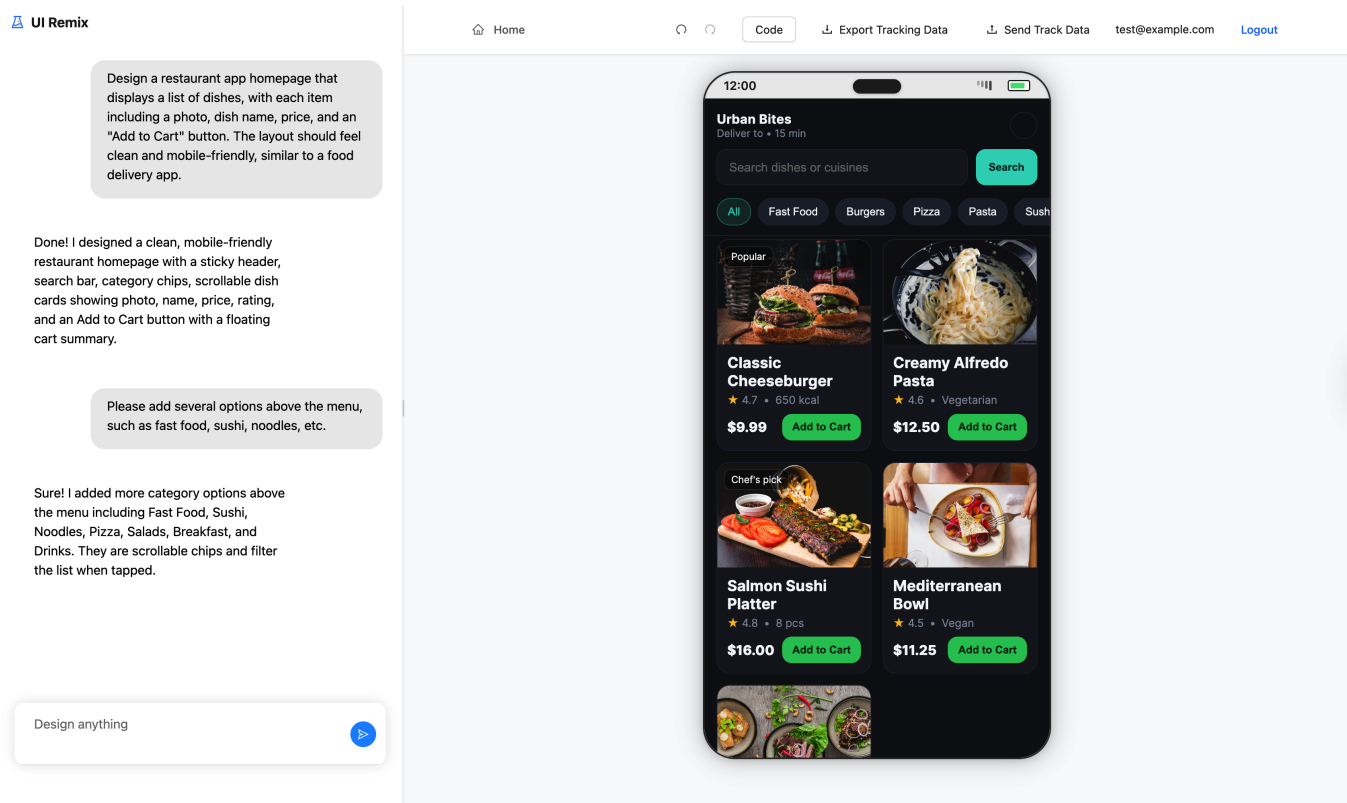 UI Remix
Home
Code
Export Tracking Data
Send Track Data
test@example.com
Logout
Design a restaurant app homepage that
displays a list of dishes, with each item
including a photo, dish name, price, and an
"Add to Cart" button. The layout should feel
clean and mobile-friendly, similar to a food
delivery app.
Done! I designed a clean, mobile-friendly
restaurant homepage with a sticky header,
search bar, category chips, scrollable dish
cards showing photo, name, price, rating,
and an Add to Cart button with a floating
cart summary.
Please add several options above the menu,
such as fast food, sushi, noodles, etc.
Sure! I added more category options above
the menu including Fast Food, Sushi,
Noodles, Pizza, Salads, Breakfast, and
Drinks. They are scrollable chips and filter
the list when tapped.
Design anything
12:00
Urban Bites
Deliver to • 15 min
Search dishes or cuisines
Search
All
Fast Food
Burgers
Pizza
Pasta
Sush
Popular
Classic
Cheeseburger
★ 4.7 • 650 kcal
$9.99
Add to Cart
Creamy Alfredo
Pasta
★ 4.6 • Vegetarian
$12.50
Add to Cart
Chef's pick
Salmon Sushi
Platter
★ 4.8 • 8 pcs
$16.00
Add to Cart
Mediterranean
Bowl
★ 4.5 • Vegan
$11.25
Add to Cart